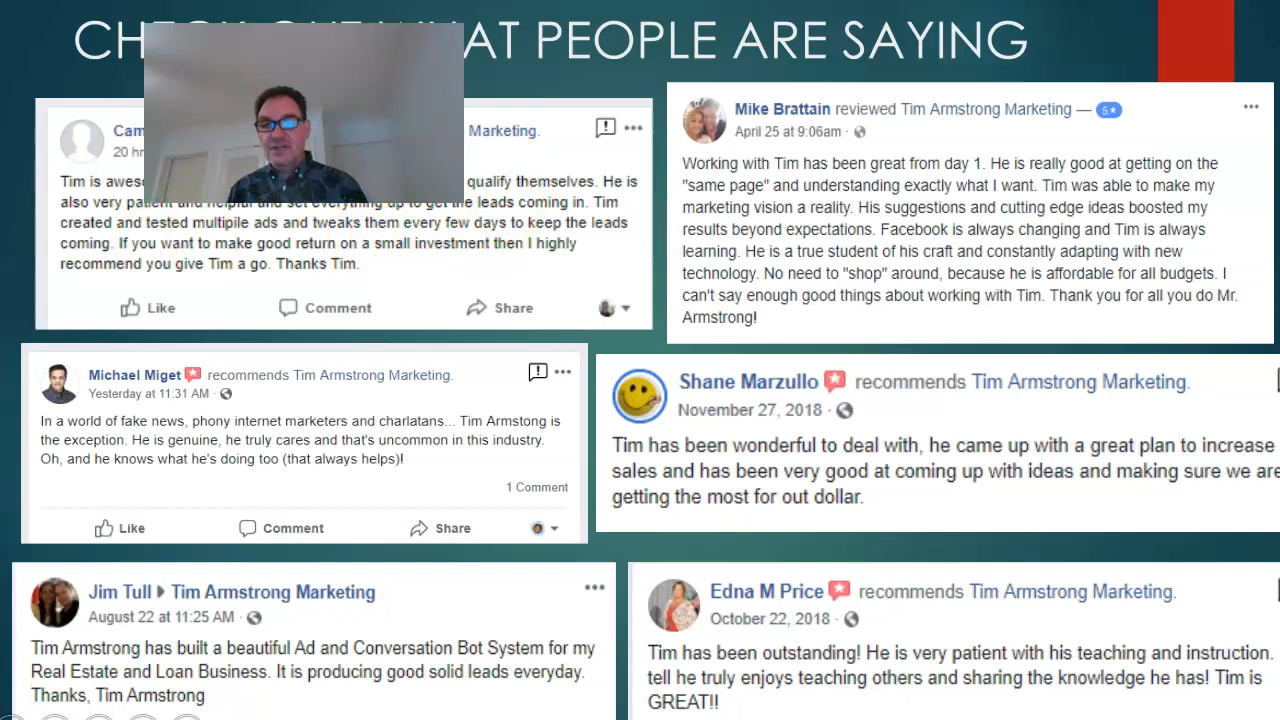 CH AT PEOPLE ARE SAYING
Cam Marketing.
20 hr
Tim is qualify themselves. He is
also very patient and helpful and set everything up to get the leads coming in. Tim
created and tested multipile ads and tweaks them every few days to keep the leads
coming. If you want to make good return on a small investment then I highly
recommend you give Tim a go. Thanks Tim.
Like Comment Share
Mike Brattain reviewed Tim Armstrong Marketing — 5★
April 25 at 9:06am ·
Working with Tim has been great from day 1. He is really good at getting on the
"same page" and understanding exactly what I want. Tim was able to make my
marketing vision a reality. His suggestions and cutting edge ideas boosted my
results beyond expectations. Facebook is always changing and Tim is always
learning. He is a true student of his craft and constantly adapting with new
technology. No need to "shop" around, because he is affordable for all budgets. I
can't say enough good things about working with Tim. Thank you for all you do Mr.
Armstrong!
Michael Miget recommends Tim Armstrong Marketing.
Yesterday at 11:31 AM ·
In a world of fake news, phony internet marketers and charlatans... Tim Armstong is
the exception. He is genuine, he truly cares and that's uncommon in this industry.
Oh, and he knows what he's doing too (that always helps)!
1 Comment
Like Comment Share
Shane Marzullo recommends Tim Armstrong Marketing.
November 27, 2018 ·
Tim has been wonderful to deal with, he came up with a great plan to increase
sales and has been very good at coming up with ideas and making sure we are
getting the most for out dollar.
Jim Tull Tim Armstrong Marketing
August 22 at 11:25 AM ·
Tim Armstrong has built a beautiful Ad and Conversation Bot System for my
Real Estate and Loan Business. It is producing good solid leads everyday.
Thanks, Tim Armstrong
Edna M Price recommends Tim Armstrong Marketing.
October 22, 2018 ·
Tim has been outstanding! He is very patient with his teaching and instruction.
tell he truly enjoys teaching others and sharing the knowledge he has! Tim is
GREAT!!